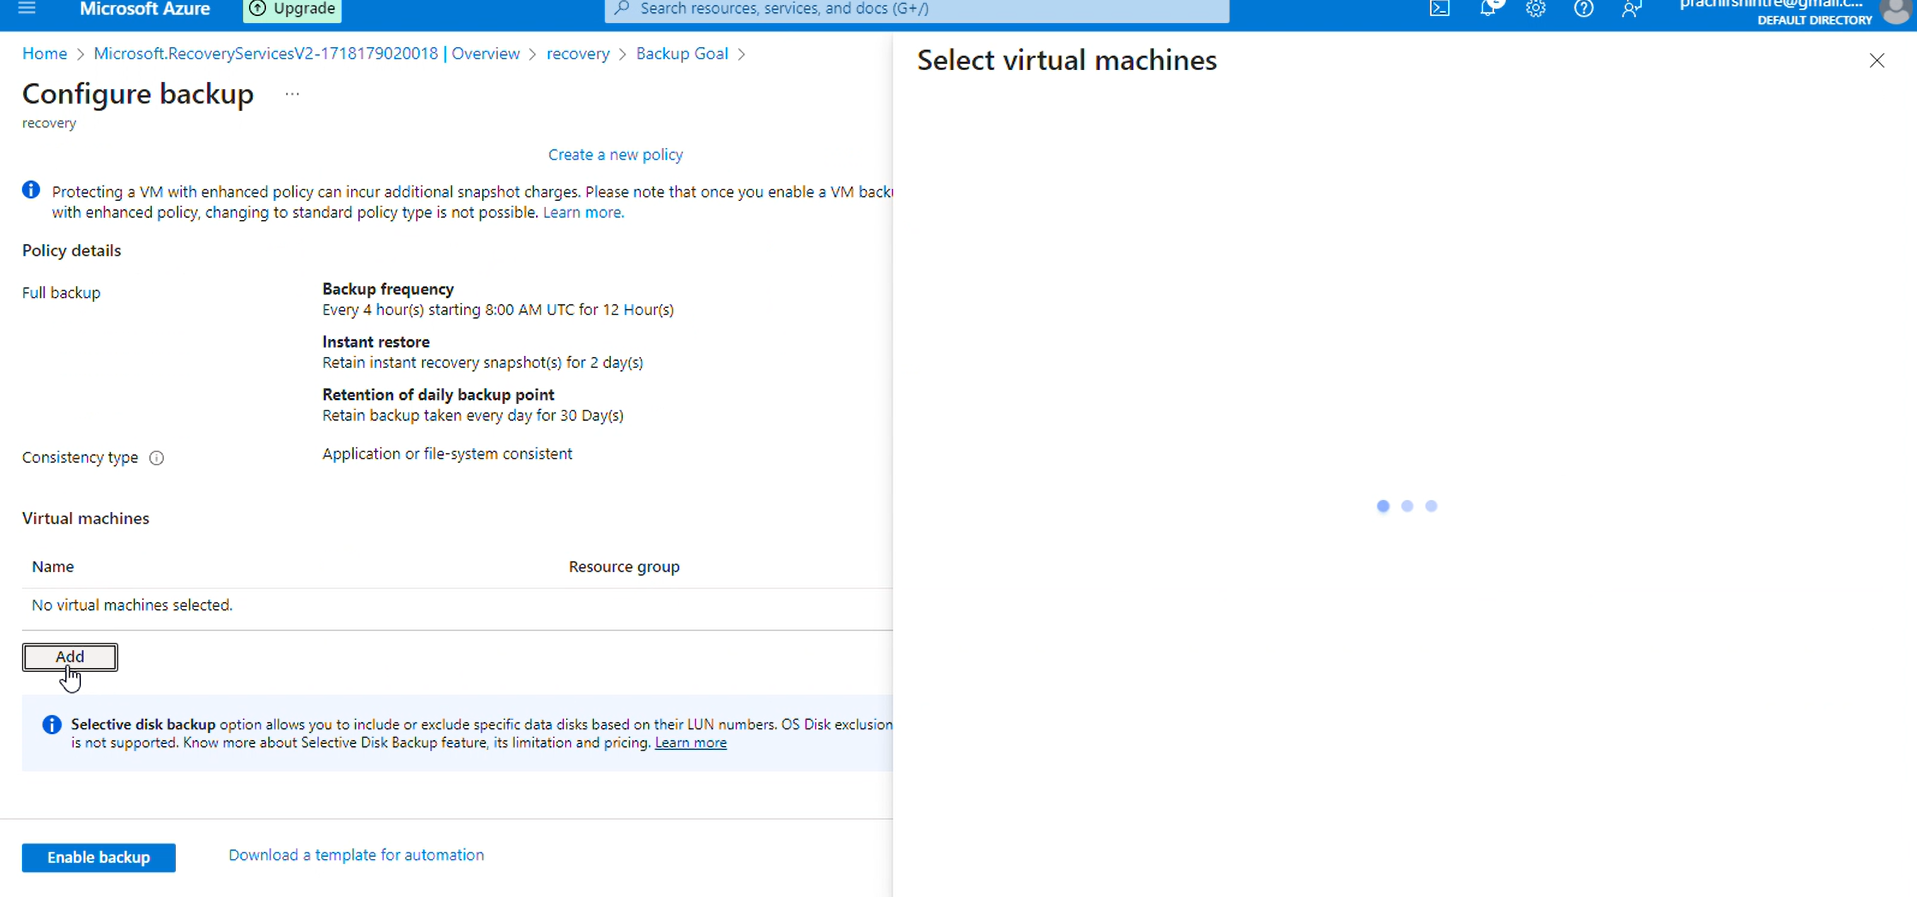 Microsoft Azure
Upgrade
Search resources, services, and docs (G+/)
prachirshintre@gmail.c...
DEFAULT DIRECTORY
Home > Microsoft.RecoveryServicesV2-1718179020018 | Overview > recovery > Backup Goal >
Configure backup ...
recovery
Create a new policy
Protecting a VM with enhanced policy can incur additional snapshot charges. Please note that once you enable a VM backu
with enhanced policy, changing to standard policy type is not possible. Learn more.
Policy details
Full backup
Backup frequency
Every 4 hour(s) starting 8:00 AM UTC for 12 Hour(s)
Instant restore
Retain instant recovery snapshot(s) for 2 day(s)
Retention of daily backup point
Retain backup taken every day for 30 Day(s)
Consistency type
Application or file-system consistent
Virtual machines
Name Resource group
No virtual machines selected.
Add
Selective disk backup option allows you to include or exclude specific data disks based on their LUN numbers. OS Disk exclusion
is not supported. Know more about Selective Disk Backup feature, its limitation and pricing. Learn more
Enable backup
Download a template for automation
Select virtual machines